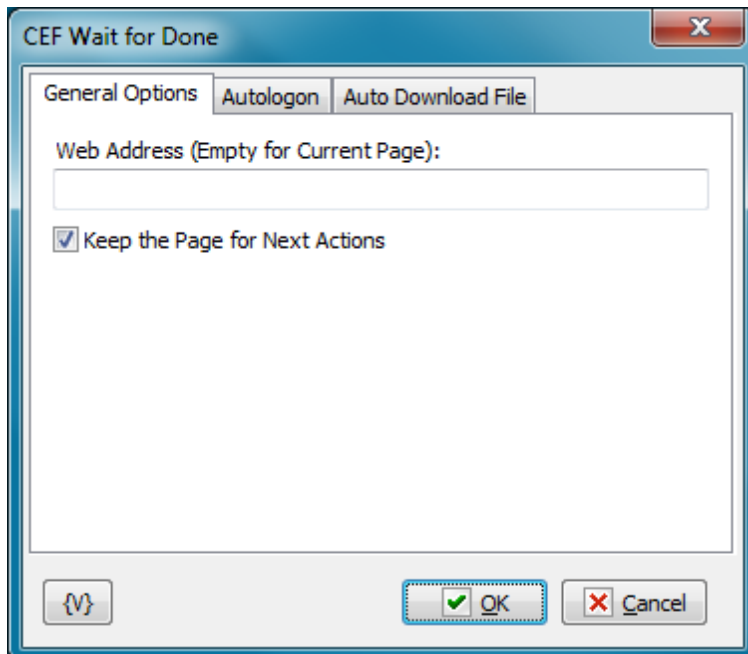 CEF Wait for Done
General Options Autologon Auto Download File
Web Address (Empty for Current Page):
Keep the Page for Next Actions
{V} OK Cancel